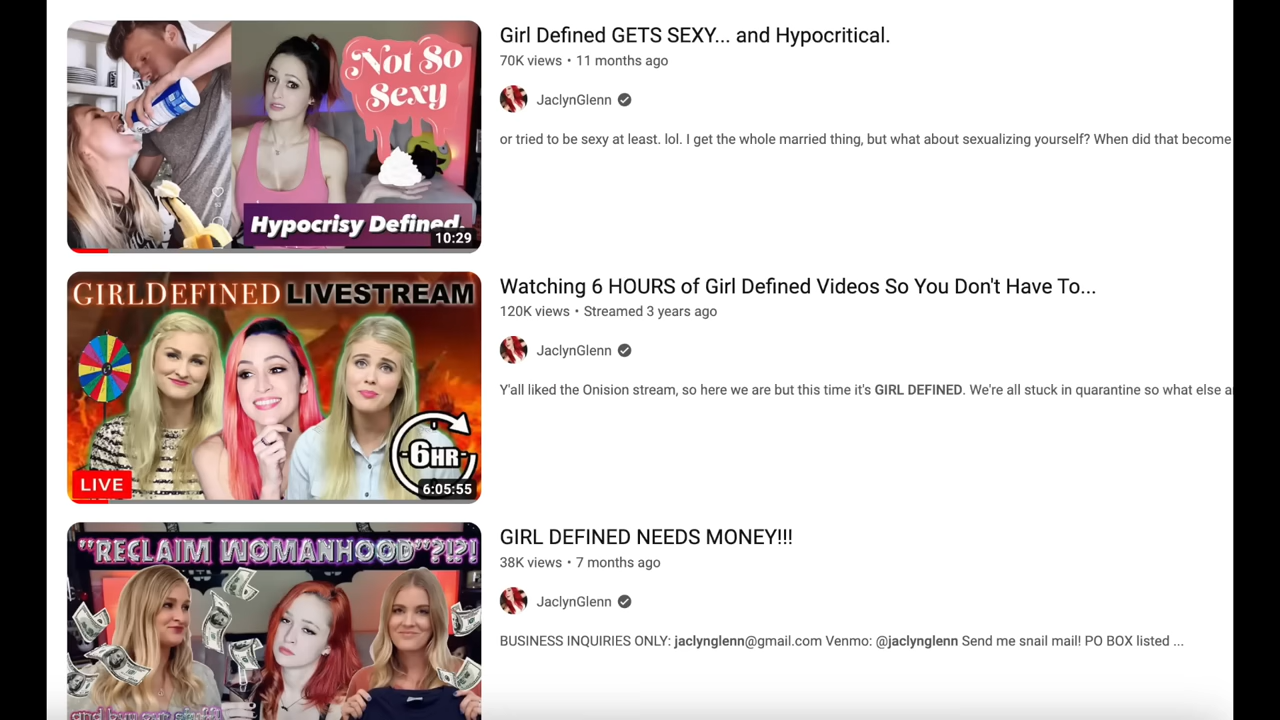 Girl Defined GETS SEXY... and Hypocritical.
70K views • 11 months ago
JaclynGlenn
or tried to be sexy at least. lol. I get the whole married thing, but what about sexualizing yourself? When did that become
Not So
Sexy
Hypocrisy Defined.
10:29
GIRLDEFINED LIVESTREAM
6HR
LIVE
6:05:55
Watching 6 HOURS of Girl Defined Videos So You Don't Have To...
120K views • Streamed 3 years ago
JaclynGlenn
Y'all liked the Onision stream, so here we are but this time it's GIRL DEFINED. We're all stuck in quarantine so what else a
"RECLAIM WOMANHOOD"?!?!
and buy our stuff!
GIRL DEFINED NEEDS MONEY!!!
38K views • 7 months ago
JaclynGlenn
BUSINESS INQUIRIES ONLY: jaclynglenn@gmail.com Venmo: @jaclynglenn Send me snail mail! PO BOX listed ...